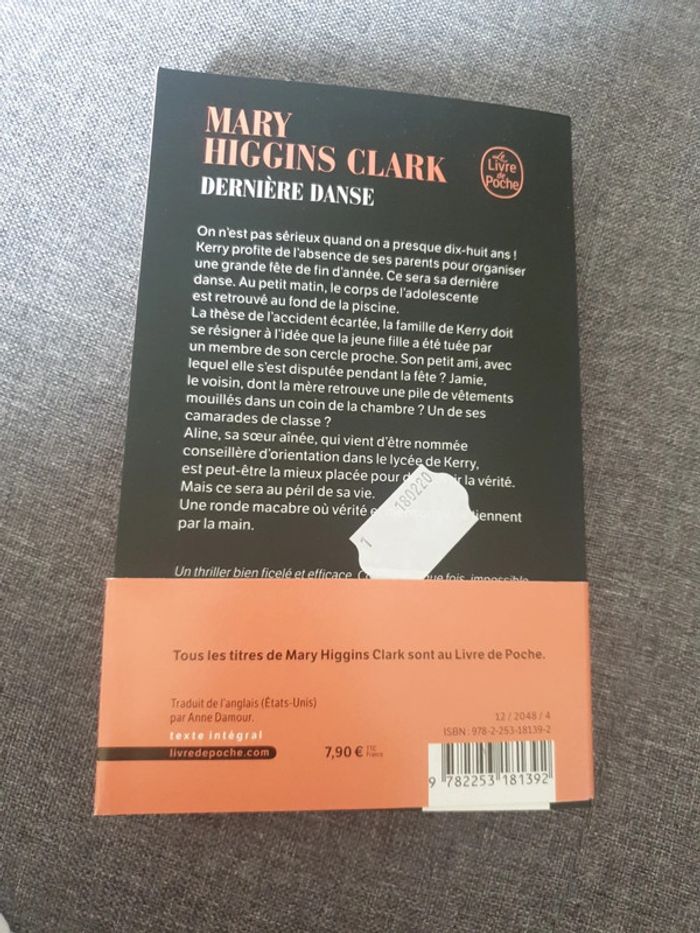 MARY
HIGGINS CLARK
DERNIÈRE DANSE
Le
Livre
de
Poche
On n'est pas sérieux quand on a presque dix-huit ans !
Kerry profite de l'absence de ses parents pour organiser
une grande fête de fin d'année. Ce sera sa dernière
danse. Au petit matin, le corps de l'adolescente
est retrouvé au fond de la piscine.
La thèse de l'accident écartée, la famille de Kerry doit
se résigner à l'idée que la jeune fille a été tuée par
un membre de son cercle proche. Son petit ami, avec
lequel elle s'est disputée pendant la fête ? Jamie,
le voisin, dont la mère retrouve une pile de vêtements
mouillés dans un coin de la chambre ? Un de ses
camarades de classe ?
Aline, sa sœur aînée, qui vient d'être nommée
conseillère d'orientation dans le lycée de Kerry,
est peut-être la mieux placée pour la vérité.
Mais ce sera au péril de sa vie.
Une ronde macabre où vérité
par la main.
1 180220
Un thriller bien ficelé et efficace. fois, impossible
Tous les titres de Mary Higgins Clark sont au Livre de Poche.
Traduit de l'anglais (États-Unis)
par Anne Damour.
texte intégral
livredepoche.com
7,90 € TTC
France
12 / 2048 / 4
ISBN : 978-2-253-18139-2
9 782253 181392